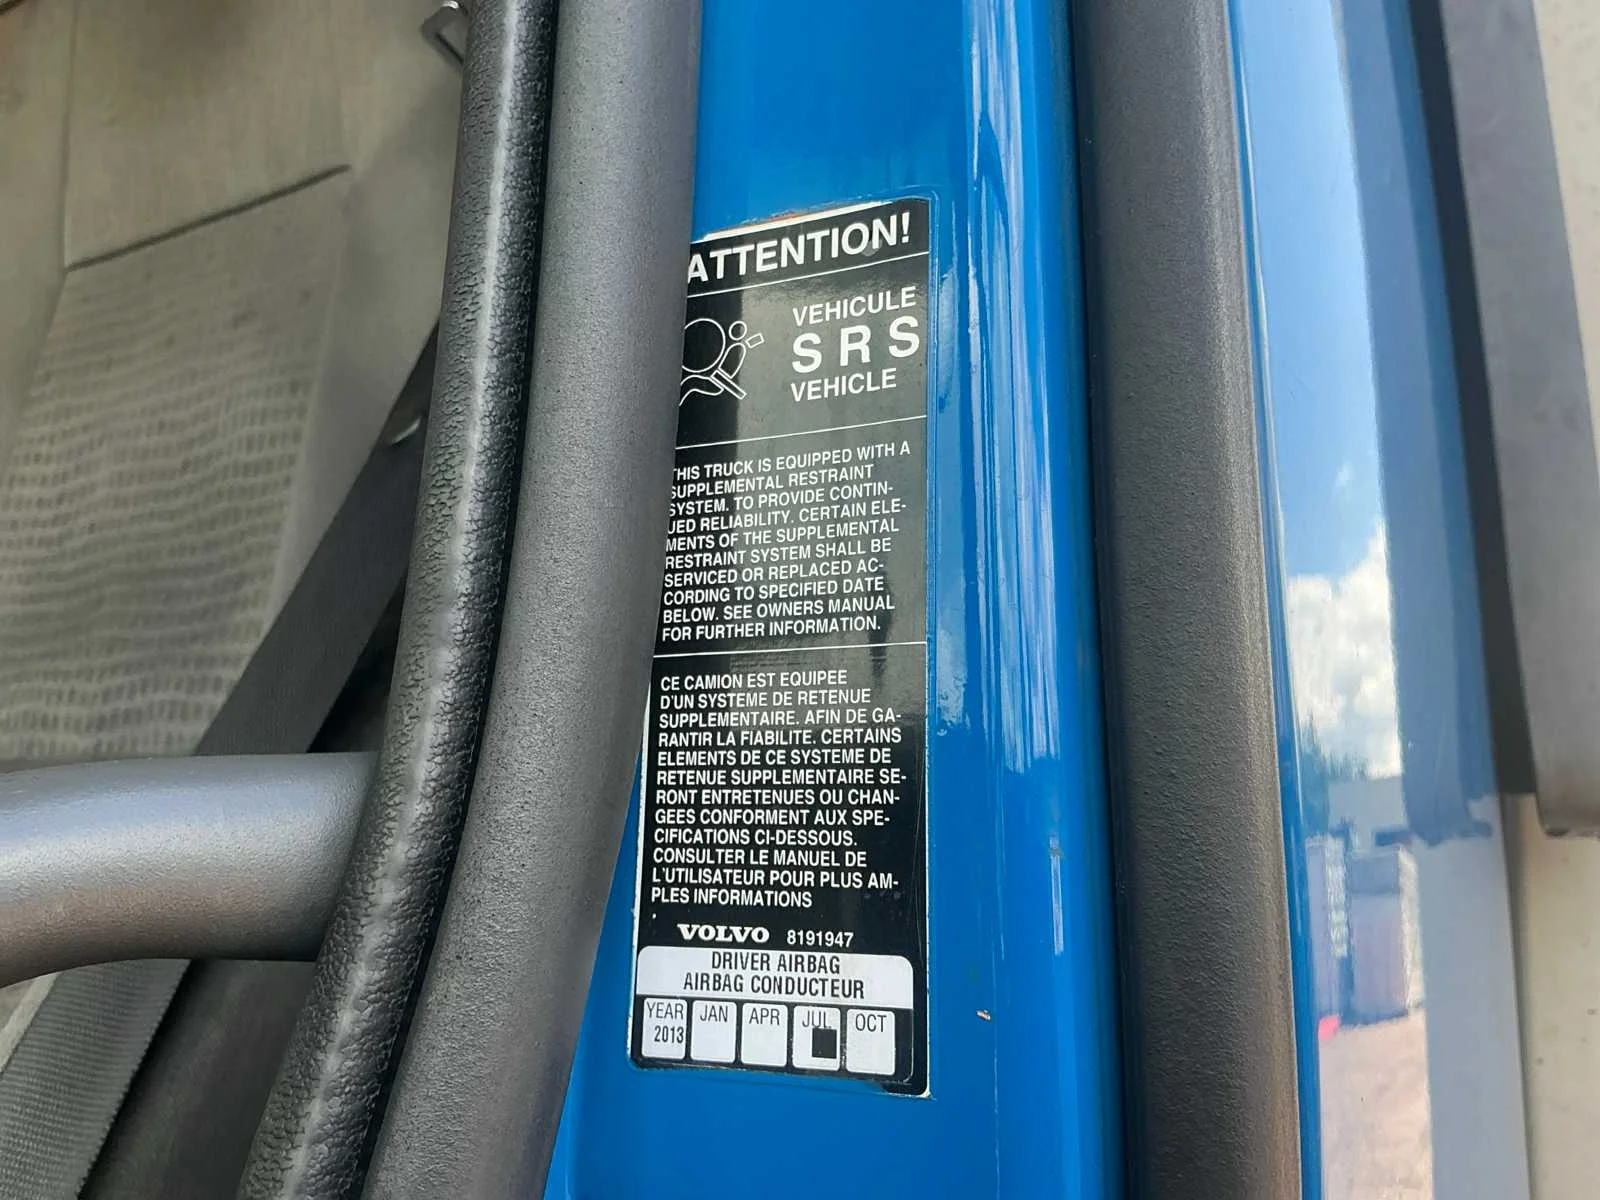 ATTENTION!
VEHICULE
SRS
VEHICLE
THIS TRUCK IS EQUIPPED WITH A
SUPPLEMENTAL RESTRAINT
SYSTEM. TO PROVIDE CONTIN-
UED RELIABILITY. CERTAIN ELE-
MENTS OF THE SUPPLEMENTAL
RESTRAINT SYSTEM SHALL BE
SERVICED OR REPLACED AC-
CORDING TO SPECIFIED DATE
BELOW. SEE OWNERS MANUAL
FOR FURTHER INFORMATION.
CE CAMION EST EQUIPEE
D'UN SYSTEME DE RETENUE
SUPPLEMENTAIRE. AFIN DE GA-
RANTIR LA FIABILITE. CERTAINS
ELEMENTS DE CE SYSTEME DE
RETENUE SUPPLEMENTAIRE SE-
RONT ENTRETENUES OU CHAN-
GEES CONFORMENT AUX SPE-
CIFICATIONS CI-DESSOUS.
CONSULTER LE MANUEL DE
L'UTILISATEUR POUR PLUS AM-
PLES INFORMATIONS
VOLVO 8191947
DRIVER AIRBAG
AIRBAG CONDUCTEUR
YEAR JAN APR JUL OCT
2013